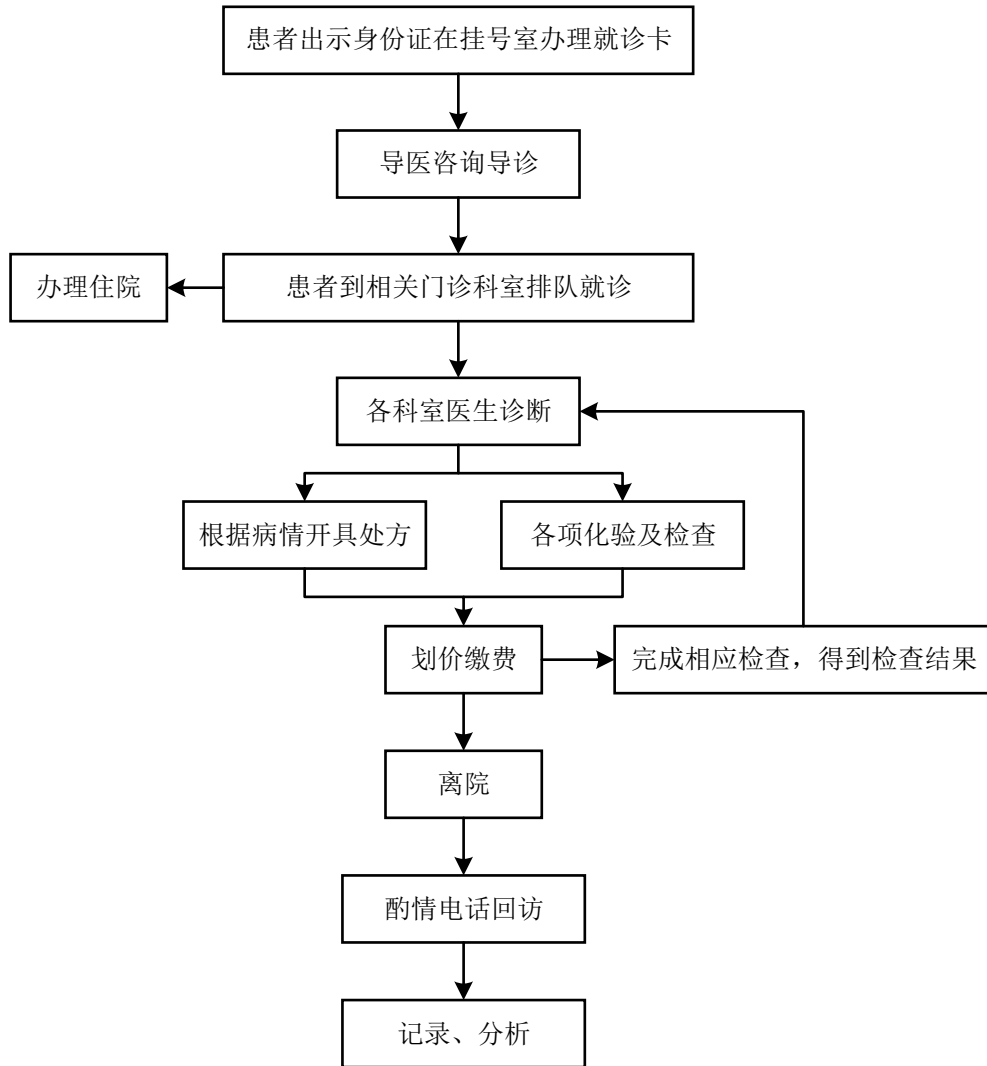 患者出示身份证在挂号室办理就诊卡
导医咨询导诊
办理住院
患者到相关门诊科室排队就诊
各科室医生诊断
根据病情开具处方
各项化验及检查
划价缴费
完成相应检查，得到检查结果
离院
酌情电话回访
记录、分析